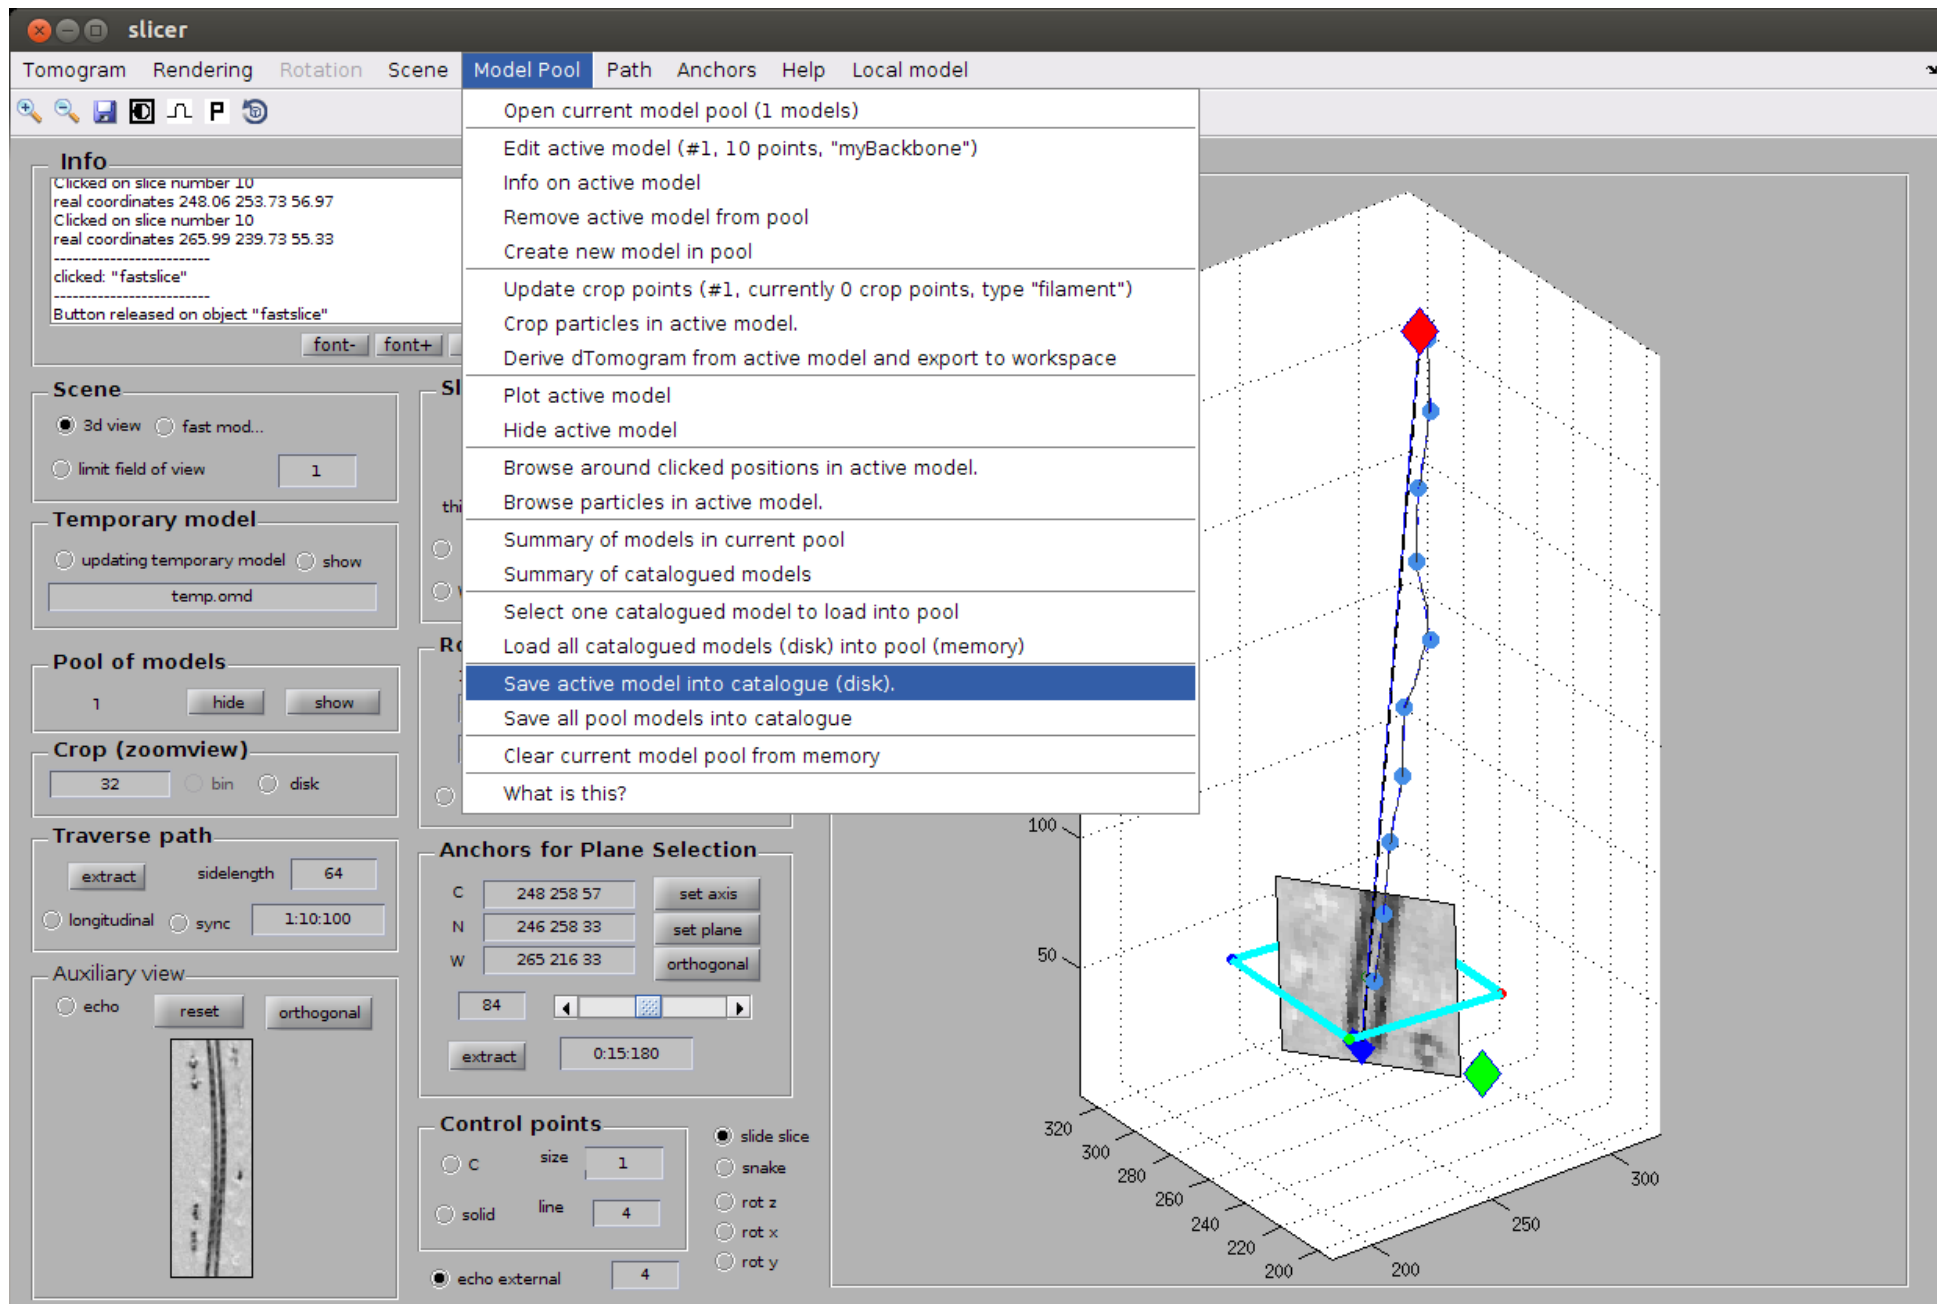 slicer
Tomogram Rendering Rotation Scene Model Pool Path Anchors Help Local model
P
Open current model pool (1 models)
Edit active model (#1, 10 points, "myBackbone")
Info on active model
Remove active model from pool
Create new model in pool
Update crop points (#1, currently 0 crop points, type "filament")
Crop particles in active model.
Derive dTomogram from active model and export to workspace
Plot active model
Hide active model
Browse around clicked positions in active model.
Browse particles in active model.
Summary of models in current pool
Summary of catalogued models
Select one catalogued model to load into pool
Load all catalogued models (disk) into pool (memory)
Save active model into catalogue (disk).
Save all pool models into catalogue
Clear current model pool from memory
What is this?
Info
Clicked on slice number 10
real coordinates 248.06 253.73 56.97
Clicked on slice number 10
real coordinates 265.99 239.73 55.33
-------------------------
clicked: "fastslice"
-------------------------
Button released on object "fastslice"
font- font+
Scene
3d view fast mod...
limit field of view 1
Temporary model
updating temporary model show
temp.omd
Pool of models
1 hide show
Crop (zoomview)
32 bin disk
Traverse path
extract sidelength 64
longitudinal sync 1:10:100
Auxiliary view
echo reset orthogonal
Sl
thi
Ro
Anchors for Plane Selection
C 248 258 57 set axis
N 246 258 33 set plane
W 265 216 33 orthogonal
84
extract 0:15:180
Control points
C size 1
solid line 4
echo external 4
slide slice
snake
rot z
rot x
rot y
100
50
320
300
280
260
240
220
200
200
250
300